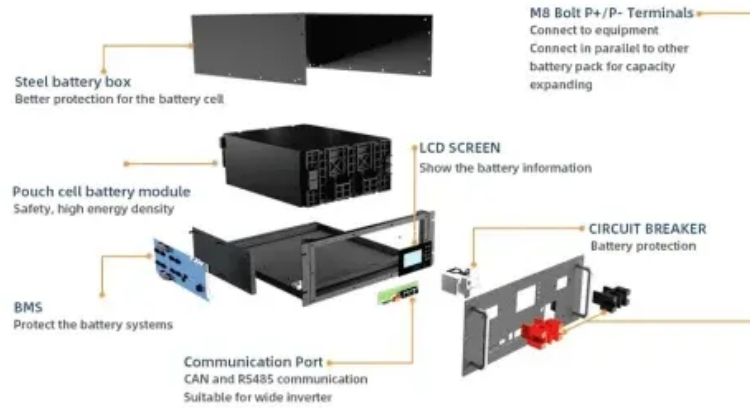 M8 Bolt P+/P- Terminals
Connect to equipment
Connect in parallel to other
battery pack for capacity
expanding
Steel battery box
Better protection for the battery cell
LCD SCREEN
Show the battery information
Pouch cell battery module
Safety, high energy density
CIRCUIT BREAKER
Battery protection
BMS
Protect the battery systems
Communication Port
CAN and RS485 communication
Suitable for wide inverter